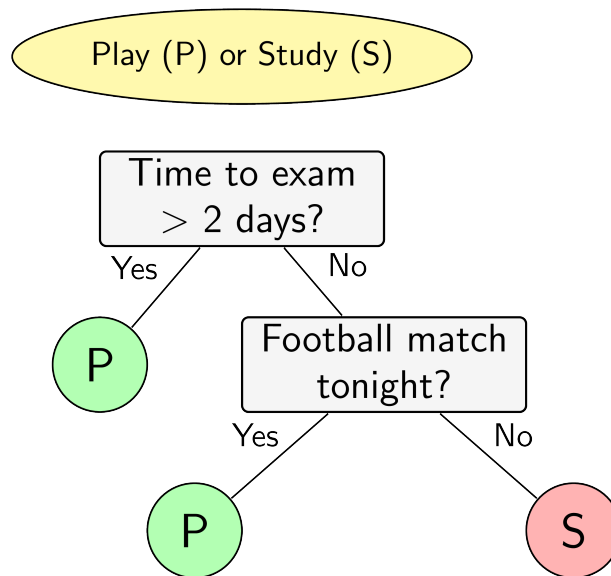 Play (P) or Study (S)
Time to exam
> 2 days?
Yes
No
P
Football match
tonight?
Yes
No
P
S